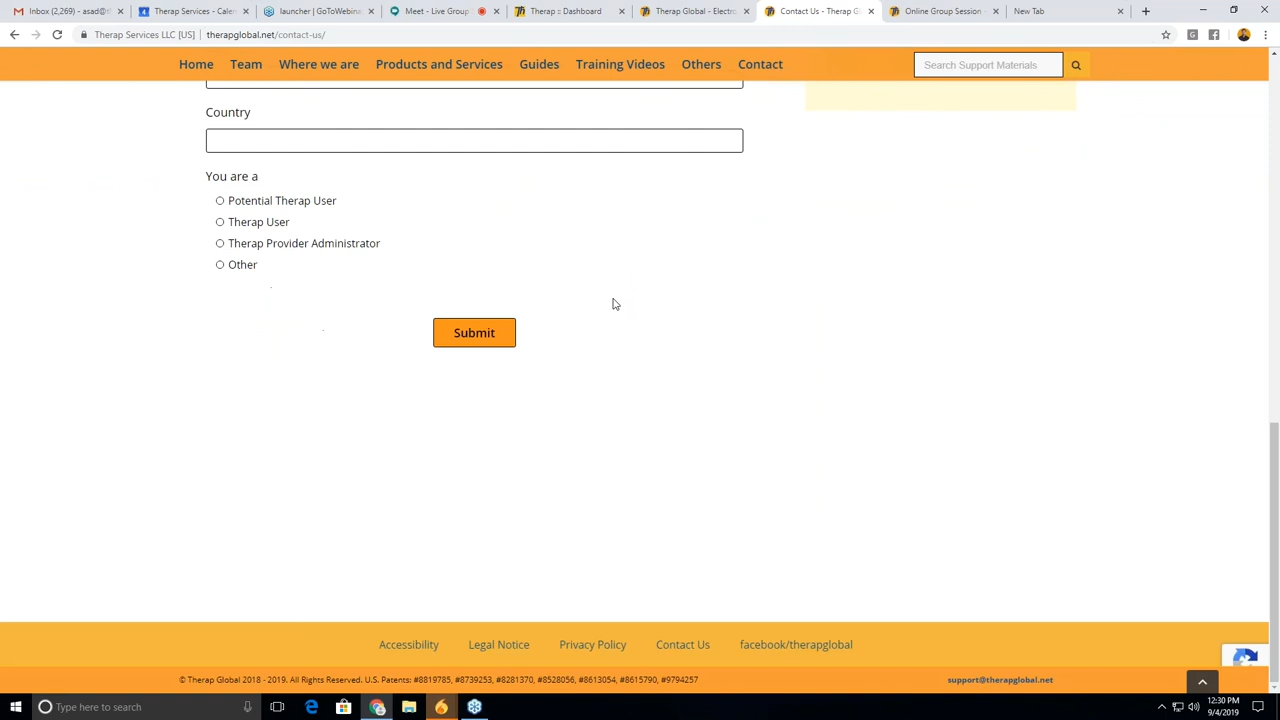 Inbox (2,269) - asad@th
Therap Services - Calen
launcher | GoToWebina
Meet - Live Group
Therap :: Dashboard
Therap Global - Electro
Contact Us - Therap G
Online Group Session -
New Tab
Therap Services LLC [US] | therapglobal.net/contact-us/
Home Team Where we are Products and Services Guides Training Videos Others Contact
Search Support Materials
Country
You are a
Potential Therap User
Therap User
Therap Provider Administrator
Other
Submit
Accessibility Legal Notice Privacy Policy Contact Us facebook/therapglobal
© Therap Global 2018 - 2019. All Rights Reserved. U.S. Patents: #8819785, #8739253, #8281370, #8528056, #8613054, #8615790, #9794257
support@therapglobal.net
Type here to search
12:30 PM
9/4/2019